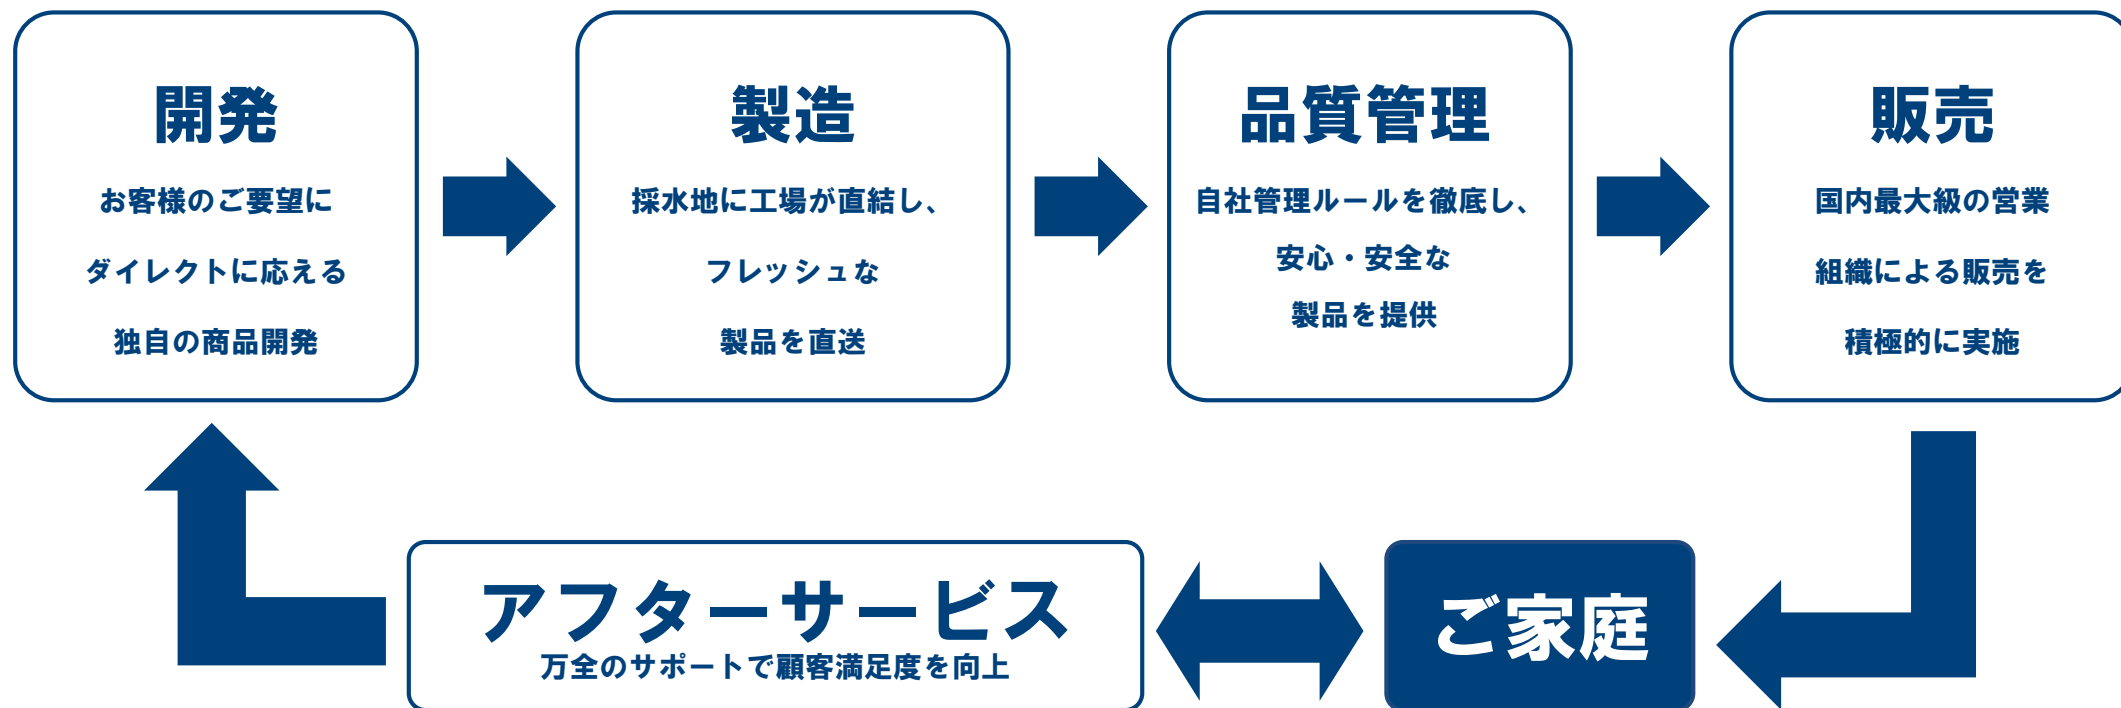 開発
お客様のご要望に
ダイレクトに応える
独自の商品開発
製造
採水地に工場が直結し、
フレッシュな
製品を直送
品質管理
自社管理ルールを徹底し、
安心・安全な
製品を提供
販売
国内最大級の営業
組織による販売を
積極的に実施
アフターサービス
万全のサポートで顧客満足度を向上
ご家庭